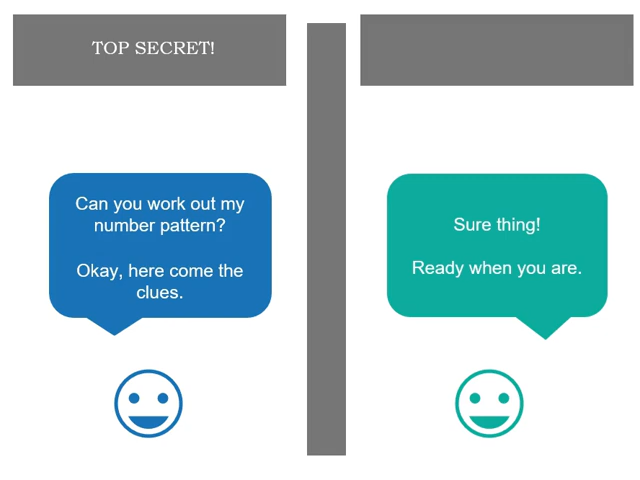 TOP SECRET!
Can you work out my
number pattern?
Okay, here come the
clues.
Sure thing!
Ready when you are.